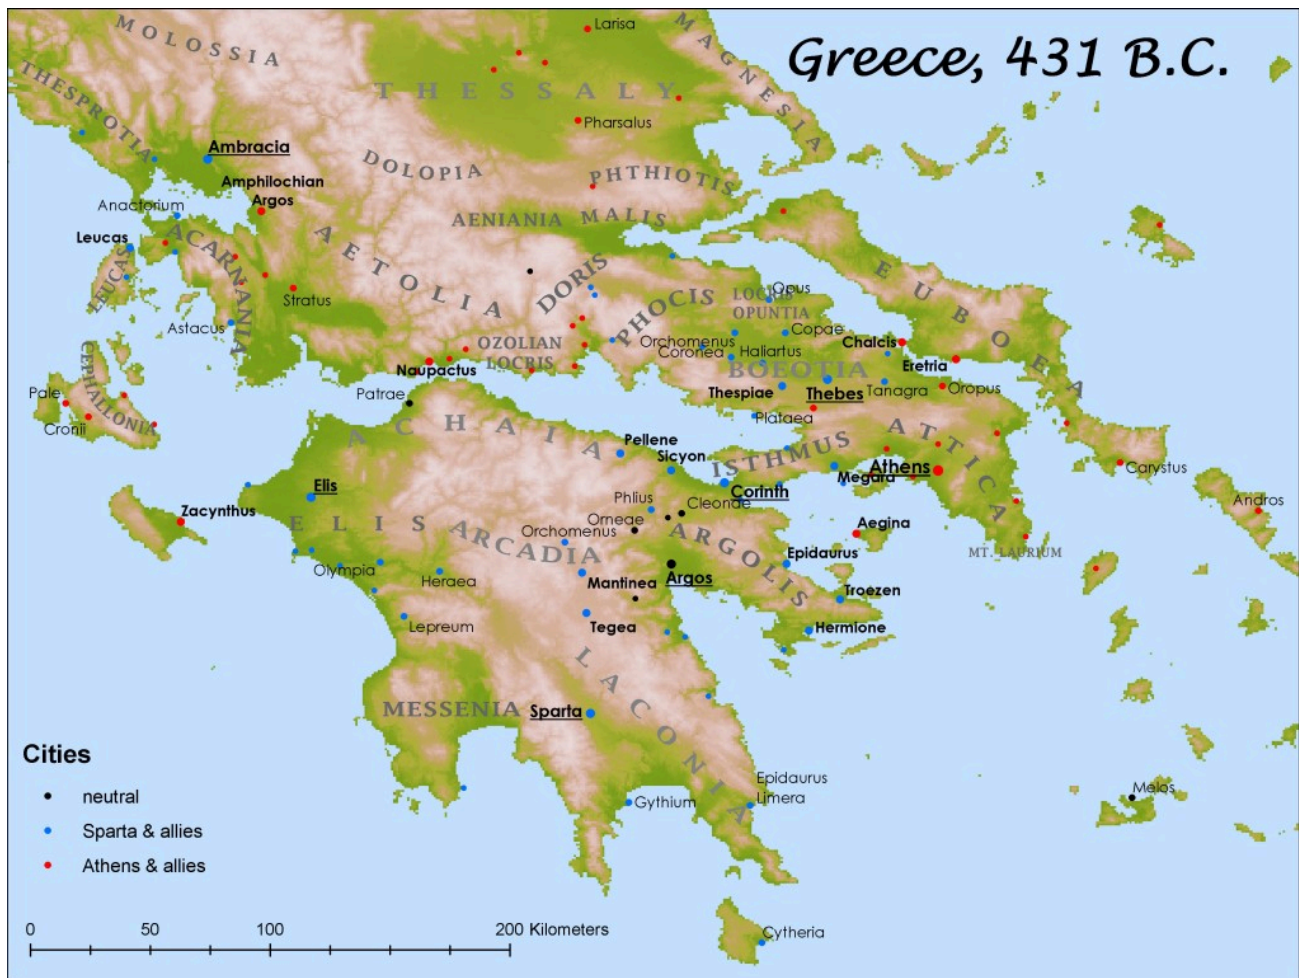 Greece, 431 B.C.
MOLOSSIA
Larisa
MAGNESIA
THESPROTIA
THESSALY
Pharsalus
Ambracia
DOLOPIA
PHTHIOTIS
Amphilochian
Argos
Anactorium
AENIANIA
MALIS
Leucas
ACARNANIA
AETOLIA
DORIS
EUBOEA
LEUCAS
PHOCIS
LOCRIS
OPUNTIA
Opus
Stratus
Astacus
Orchomenus
Copae
Coronea
Haliartus
Chalcis
OZOLIAN
LOCRIS
BOEOTIA
Eretria
CEPHALLONIA
Naupactus
Pale
Patrae
Thespiae
Thebes
Tanagra
Oropus
Cronii
Plataea
ACHAIA
ATTICA
Pellene
Sicyon
ISTHMUS
Athens
Carystus
Megara
Elis
Corinth
Phlius
Cleonae
Andros
Zacynthus
ELIS
Orneae
Orchomenus
ARCADIA
ARGOLIS
Aegina
MT. LAURIUM
Epidaurus
Olympia
Heraea
Mantinea
Argos
Troezen
Lepreum
Tegea
Hermione
LACONIA
MESSENIA
Sparta
Cities
neutral
Sparta & allies
Athens & allies
Epidaurus
Limera
Gythium
Melos
Cytheria
0 50 100 200 Kilometers